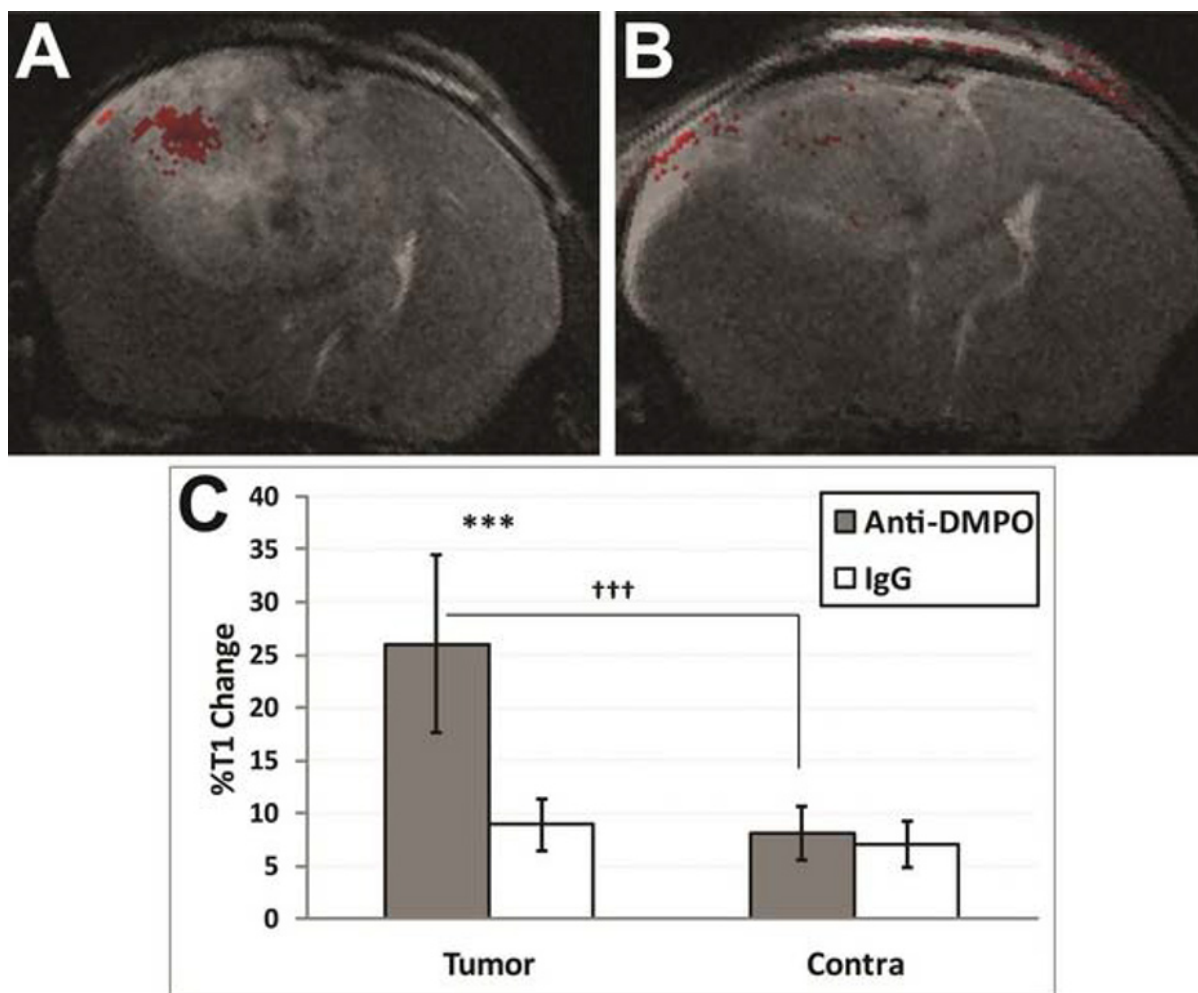 A
B
C
40
35
30
25
20
15
10
5
0
%T1 Change
***
†††
Anti-DMPO
IgG
Tumor
Contra